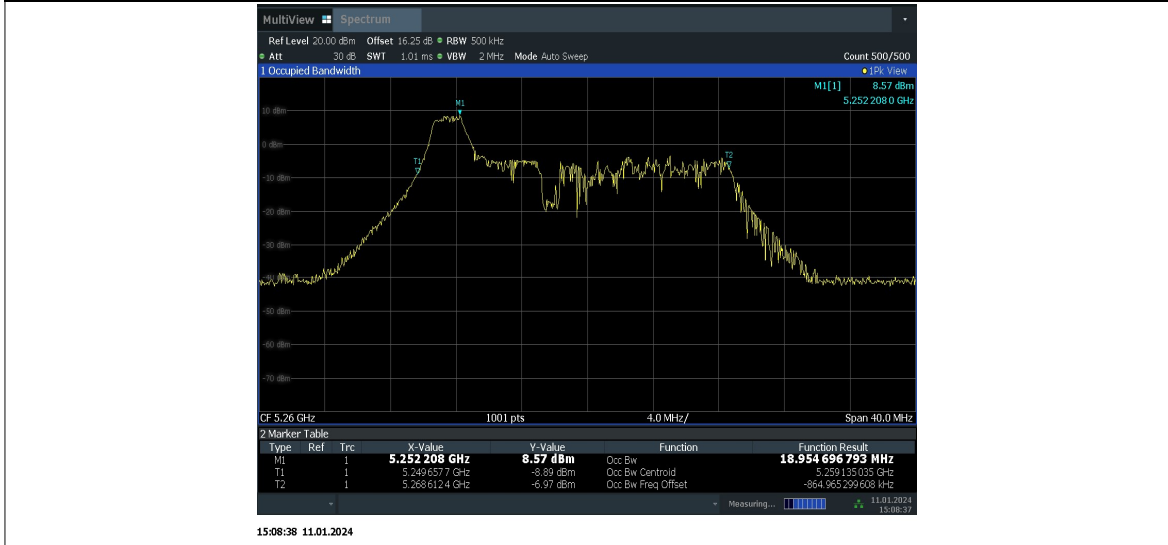 MultiView Spectrum
Ref Level 20.00 dBm Offset 16.25 dB RBW 500 kHz
Att 30 dB SWT 1.01 ms VBW 2 MHz Mode Auto Sweep Count 500/500
1 Occupied Bandwidth 1Pk View
M1[1] 8.57 dBm
5.252 208 0 GHz
M1
10 dBm
0 dBm
T1
T2
-10 dBm
-20 dBm
-30 dBm
-50 dBm
-60 dBm
-70 dBm
CF 5.26 GHz 1001 pts 4.0 MHz/ Span 40.0 MHz
2 Marker Table
Type Ref Trc X-Value Y-Value Function Function Result
M1 1 5.252 208 GHz 8.57 dBm Occ Bw 18.954 696 793 MHz
T1 1 5.249 657 7 GHz -8.89 dBm Occ Bw Centroid 5.259 135 035 GHz
T2 1 5.268 612 4 GHz -6.97 dBm Occ Bw Freq Offset -864.965 299 608 kHz
Measuring... 11.01.2024
15:08:37
15:08:38 11.01.2024